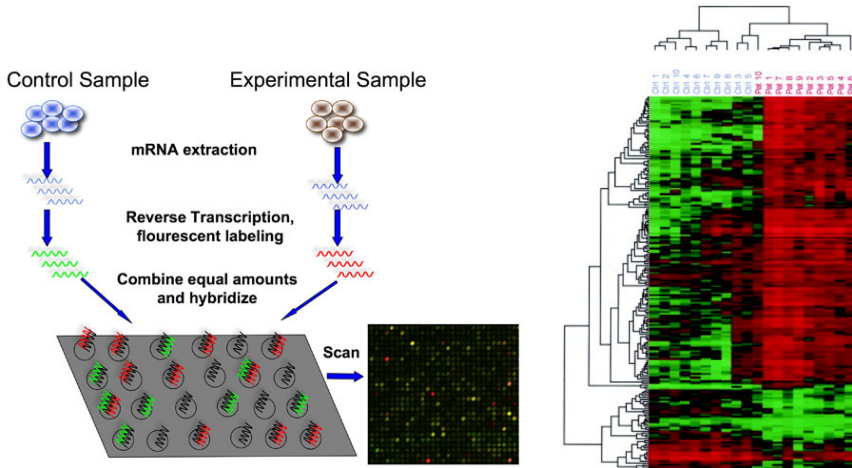 Control Sample
Experimental Sample
mRNA extraction
Reverse Transcription,
flourescent labeling
Combine equal amounts
and hybridize
Scan
Ctrl 1
Ctrl 2
Ctrl 10
Ctrl 4
Ctrl 6
Ctrl 7
Ctrl 9
Ctrl 8
Ctrl 3
Ctrl 5
Pat 10
Pat 1
Pat 7
Pat 8
Pat 9
Pat 2
Pat 3
Pat 5
Pat 4
Pat 6